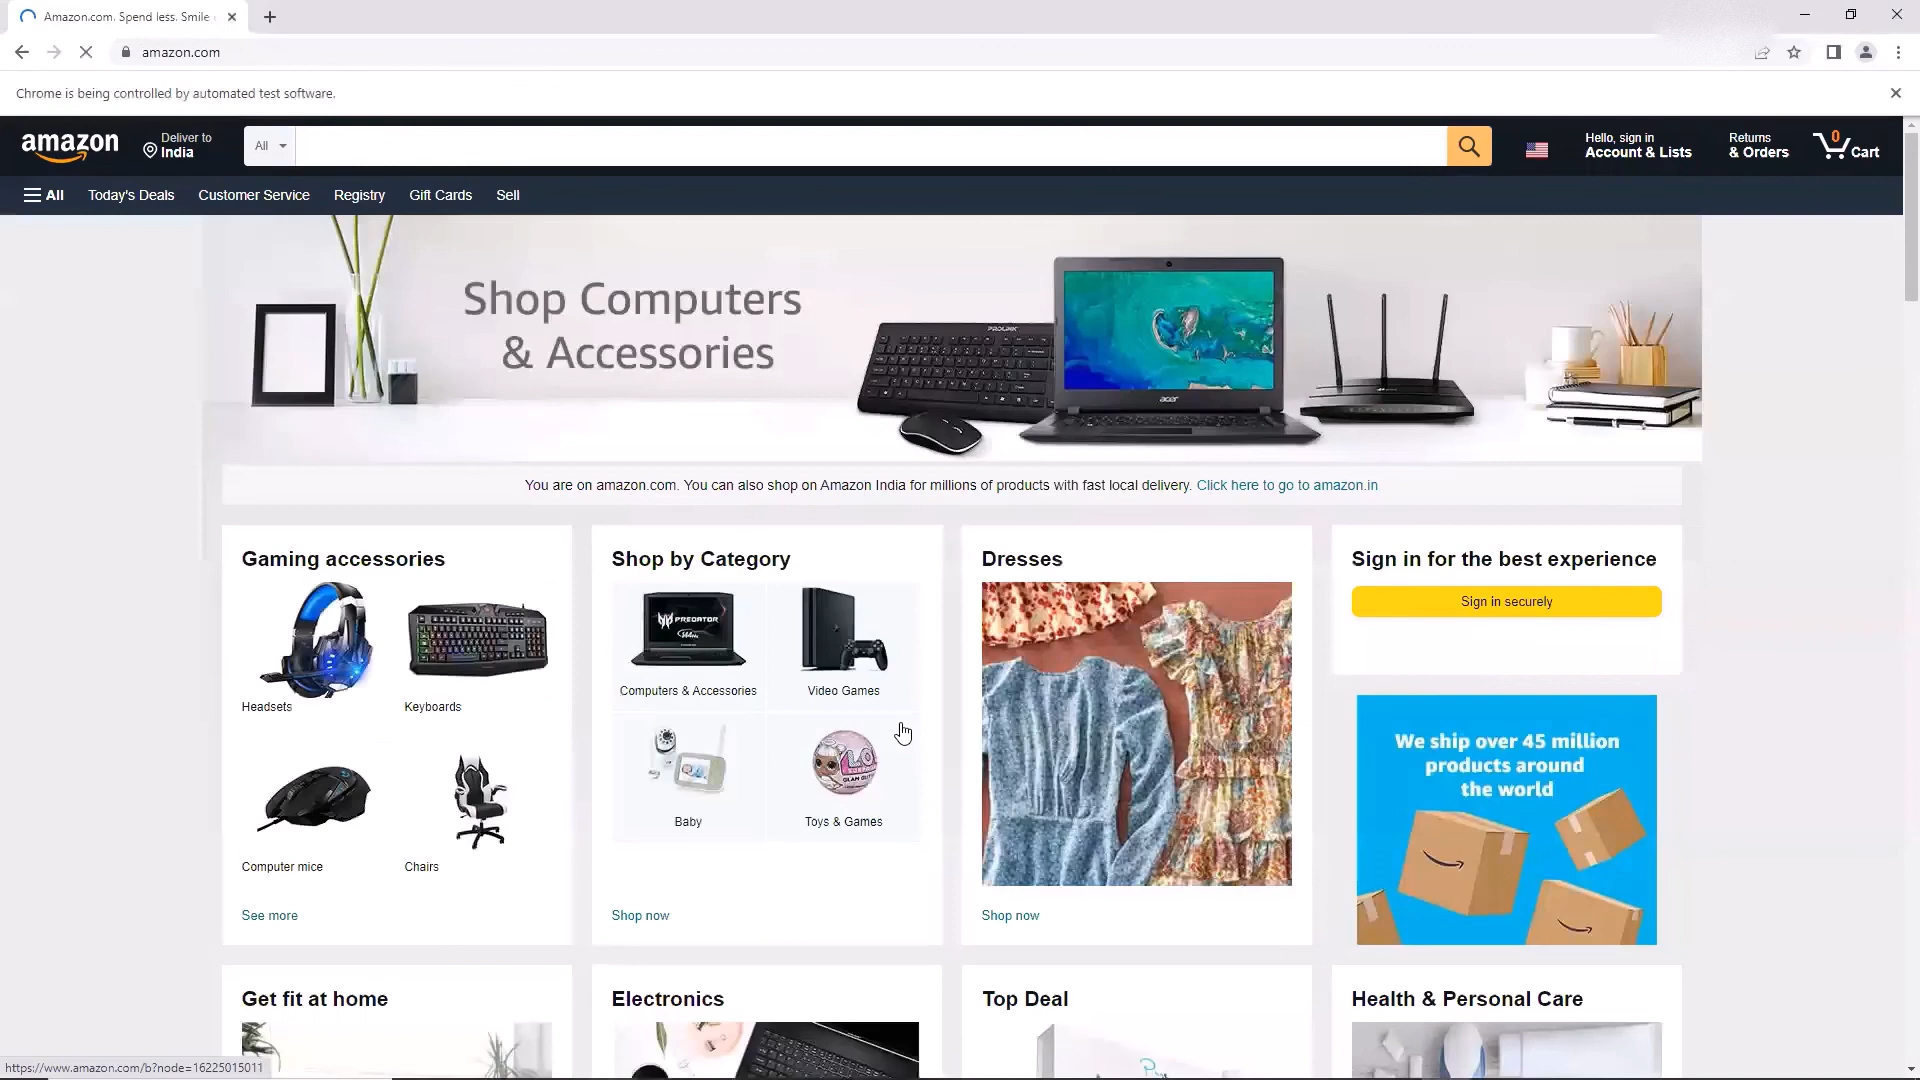 Amazon.com. Spend less. Smile
amazon.com
Chrome is being controlled by automated test software.
amazon
Deliver to
India
All
Hello, sign in
Account & Lists
Returns
& Orders
0
Cart
All
Today's Deals
Customer Service
Registry
Gift Cards
Sell
Shop Computers
& Accessories
PROLINK
acer
You are on amazon.com. You can also shop on Amazon India for millions of products with fast local delivery. Click here to go to amazon.in
Gaming accessories
Headsets
Keyboards
Computer mice
Chairs
See more
Shop by Category
PREDATOR
Computers & Accessories
Video Games
Baby
Toys & Games
Shop now
Dresses
Shop now
Sign in for the best experience
Sign in securely
We ship over 45 million
products around
the world
Get fit at home
Electronics
Top Deal
Health & Personal Care
https://www.amazon.com/b?node=16225015011